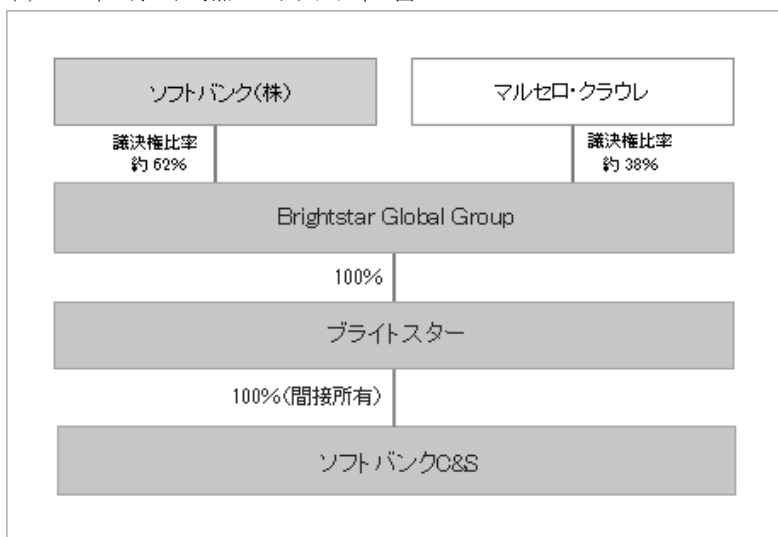 ソフトバンク(株)
マルセロ・クラウレ
議決権比率
約 62%
議決権比率
約 38%
Brightstar Global Group
100%
ブライトスター
100%(間接所有)
ソフトバンクC&S